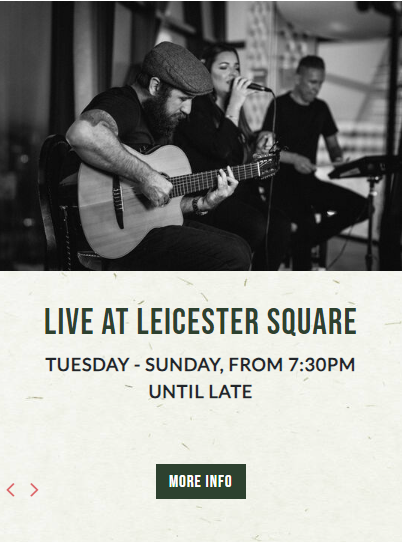 LIVE AT LEICESTER SQUARE
TUESDAY - SUNDAY, FROM 7:30PM
UNTIL LATE
MORE INFO